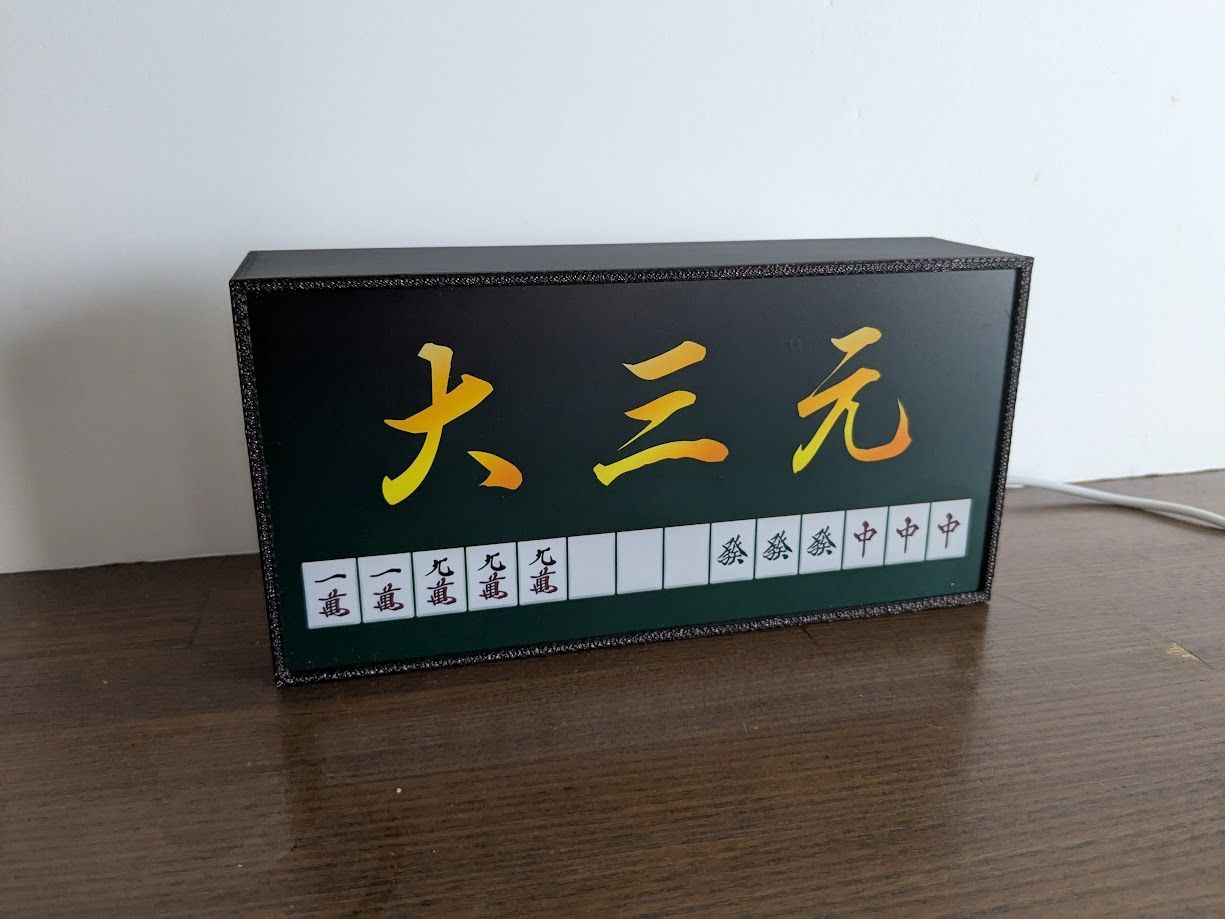 大三元
一萬 一萬 九萬 九萬 九萬 發 發 發 中 中 中